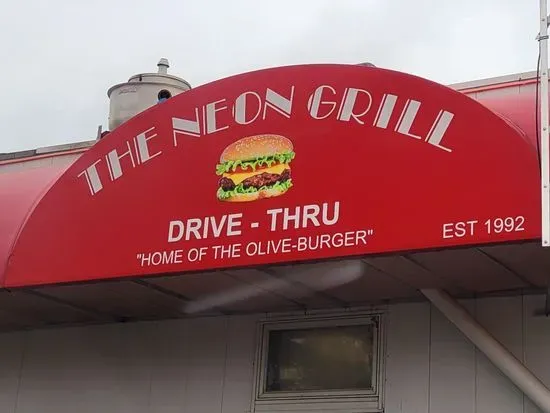 THE NEON GRILL
DRIVE - THRU
"HOME OF THE OLIVE-BURGER"
EST 1992